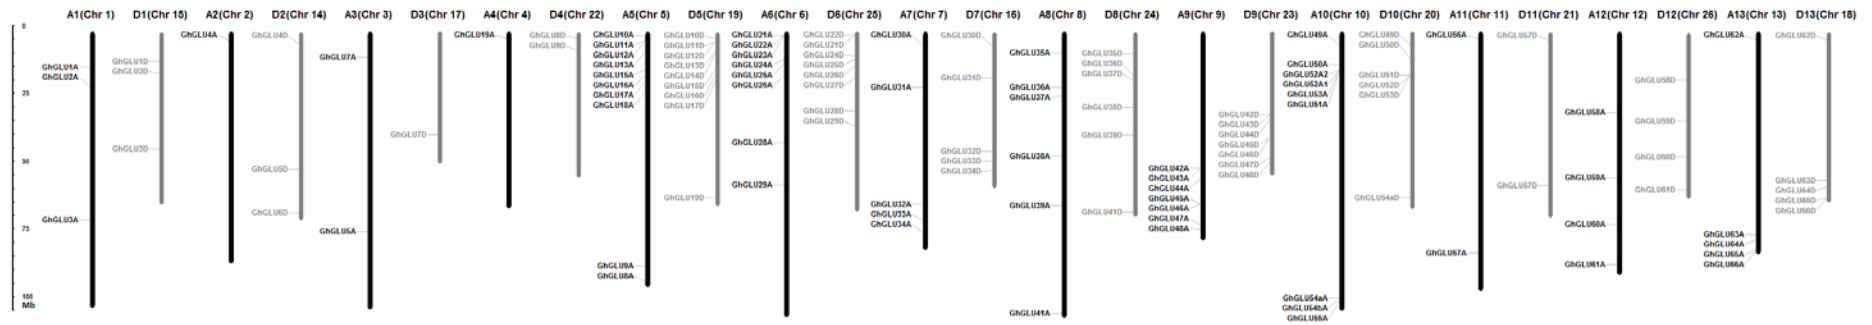 A1(Chr 1) D1(Chr 15) A2(Chr 2) D2(Chr 14) A3(Chr 3) D3(Chr 17) A4(Chr 4) D4(Chr 22) A5(Chr 5) D5(Chr 19) A6(Chr 6) D6(Chr 25) A7(Chr 7) D7(Chr 16) A8(Chr 8) D8(Chr 24) A9(Chr 9) D9(Chr 23) A10(Chr 10) D10(Chr 20) A11(Chr 11) D11(Chr 21) A12(Chr 12) D12(Chr 26) A13(Chr 13) D13(Chr 18)
0
25
50
75
100
Mb
GhGLU1A
GhGLU2A
GhGLU3A
GhGLU1D
GhGLU2D
GhGLU3D
GhGLU4A
GhGLU4D
GhGLU5D
GhGLU6D
GhGLU7A
GhGLU5A
GhGLU7D
GhGLU19A
GhGLU8D
GhGLU9D
GhGLU10A
GhGLU11A
GhGLU12A
GhGLU13A
GhGLU15A
GhGLU16A
GhGLU17A
GhGLU18A
GhGLU9A
GhGLU8A
GhGLU10D
GhGLU11D
GhGLU12D
GhGLU13D
GhGLU14D
GhGLU15D
GhGLU16D
GhGLU17D
GhGLU19D
GhGLU21A
GhGLU22A
GhGLU23A
GhGLU24A
GhGLU25A
GhGLU26A
GhGLU28A
GhGLU29A
GhGLU22D
GhGLU21D
GhGLU24D
GhGLU25D
GhGLU26D
GhGLU27D
GhGLU28D
GhGLU29D
GhGLU30A
GhGLU31A
GhGLU32A
GhGLU33A
GhGLU34A
GhGLU30D
GhGLU31D
GhGLU32D
GhGLU33D
GhGLU34D
GhGLU35A
GhGLU36A
GhGLU37A
GhGLU38A
GhGLU39A
GhGLU41A
GhGLU35D
GhGLU36D
GhGLU37D
GhGLU38D
GhGLU39D
GhGLU41D
GhGLU42A
GhGLU43A
GhGLU44A
GhGLU45A
GhGLU46A
GhGLU47A
GhGLU48A
GhGLU42D
GhGLU43D
GhGLU44D
GhGLU45D
GhGLU46D
GhGLU47D
GhGLU48D
GhGLU49A
GhGLU50A
GhGLU52A2
GhGLU52A1
GhGLU53A
GhGLU51A
GhGLU54aA
GhGLU54bA
GhGLU55A
GhGLU49D
GhGLU50D
GhGLU51D
GhGLU52D
GhGLU53D
GhGLU54aD
GhGLU56A
GhGLU57A
GhGLU57D
GhGLU57D
GhGLU58A
GhGLU59A
GhGLU60A
GhGLU61A
GhGLU58D
GhGLU59D
GhGLU60D
GhGLU61D
GhGLU62A
GhGLU63A
GhGLU64A
GhGLU65A
GhGLU66A
GhGLU62D
GhGLU63D
GhGLU64D
GhGLU65D
GhGLU66D